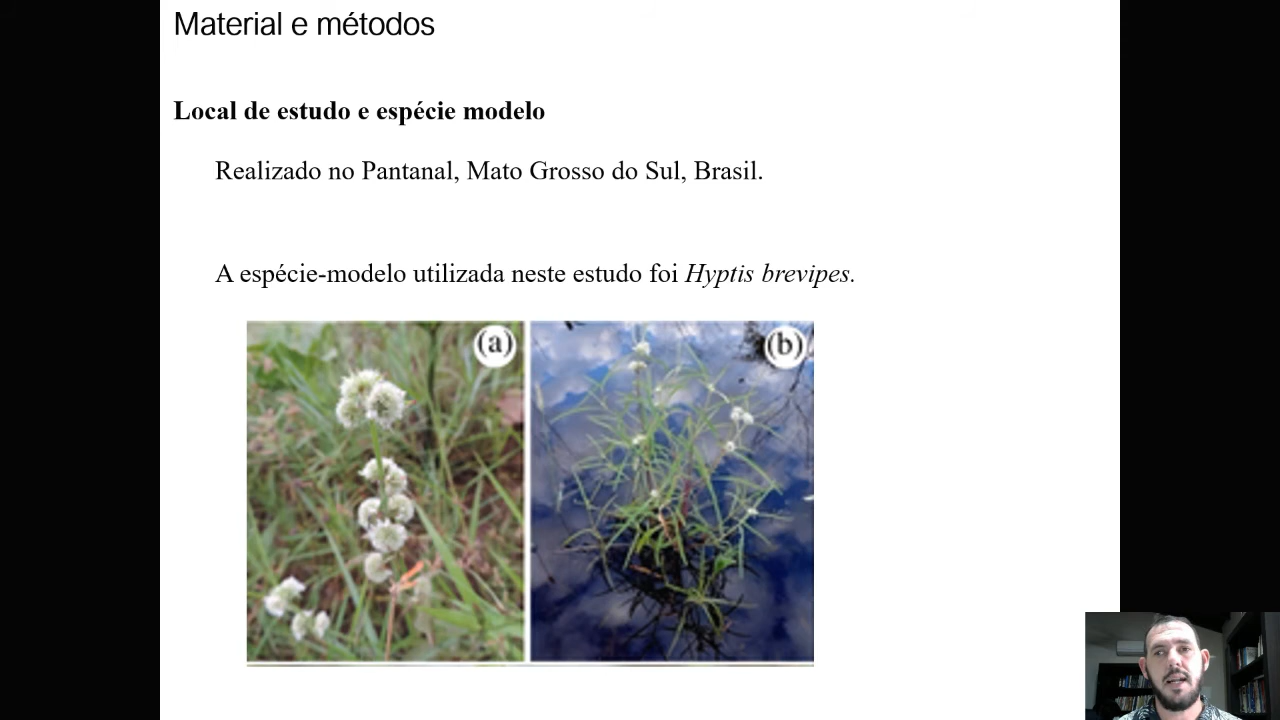 Material e métodos
Local de estudo e espécie modelo
Realizado no Pantanal, Mato Grosso do Sul, Brasil.
A espécie-modelo utilizada neste estudo foi Hyptis brevipes.
(a) (b)